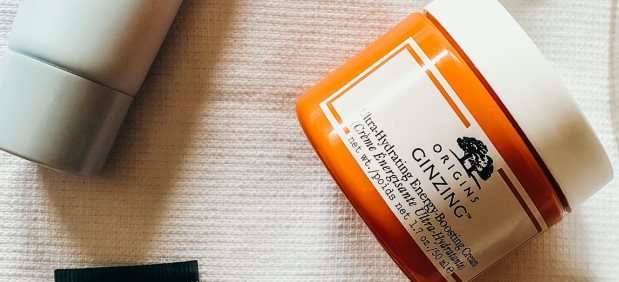 ORIGINS
GINZING™
Ultra-Hydrating Energy-Boosting Cream
Crème Énergisante Ultra-Hydratante
net wt./poids net 1.7 oz./50 ml e